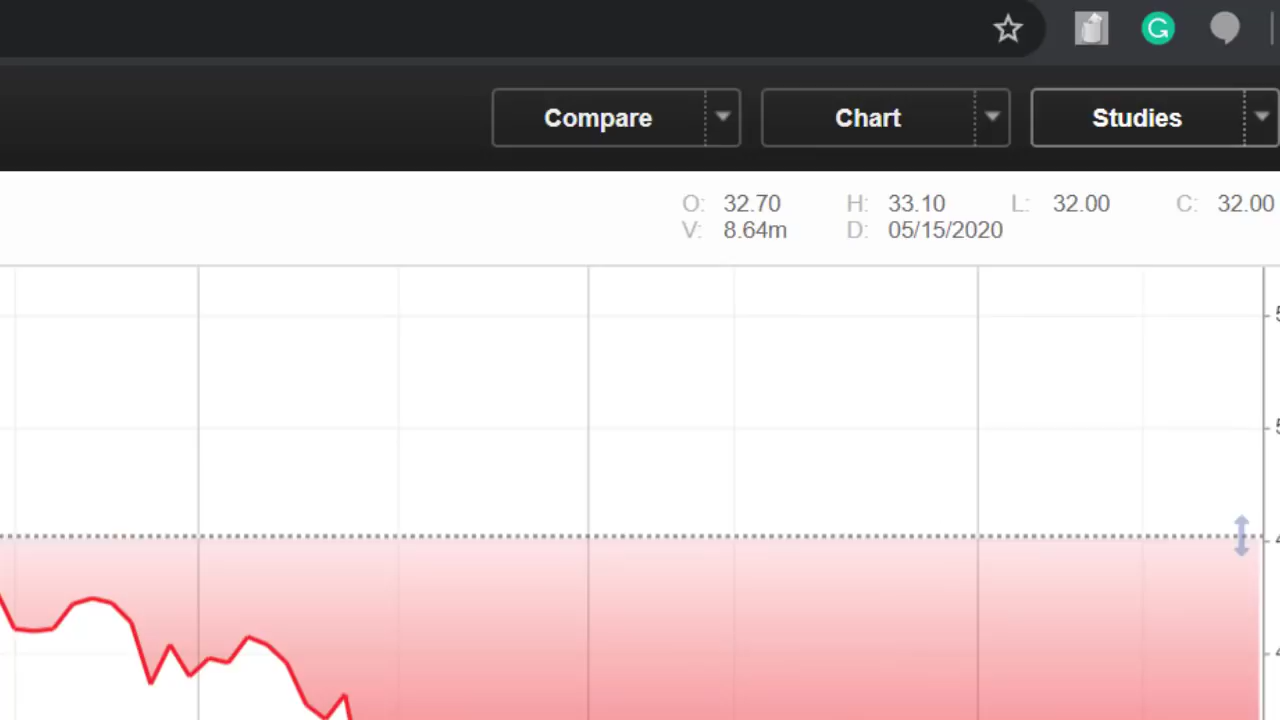 Compare Chart Studies
O: 32.70 H: 33.10 L: 32.00 C: 32.00
V: 8.64m D: 05/15/2020